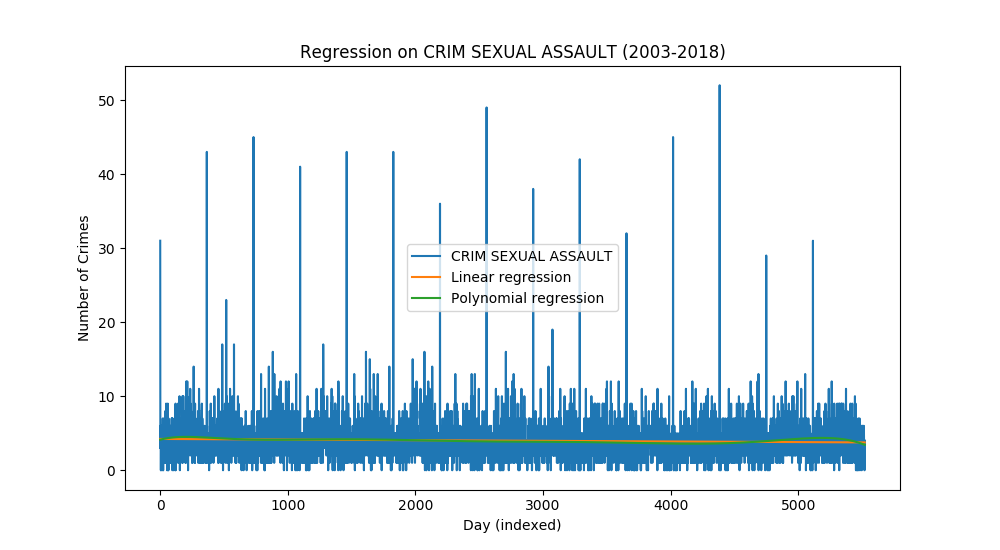 Regression on CRIM SEXUAL ASSAULT (2003-2018)
50
40
30
20
10
0
Number of Crimes
CRIM SEXUAL ASSAULT
Linear regression
Polynomial regression
0 1000 2000 3000 4000 5000
Day (indexed)